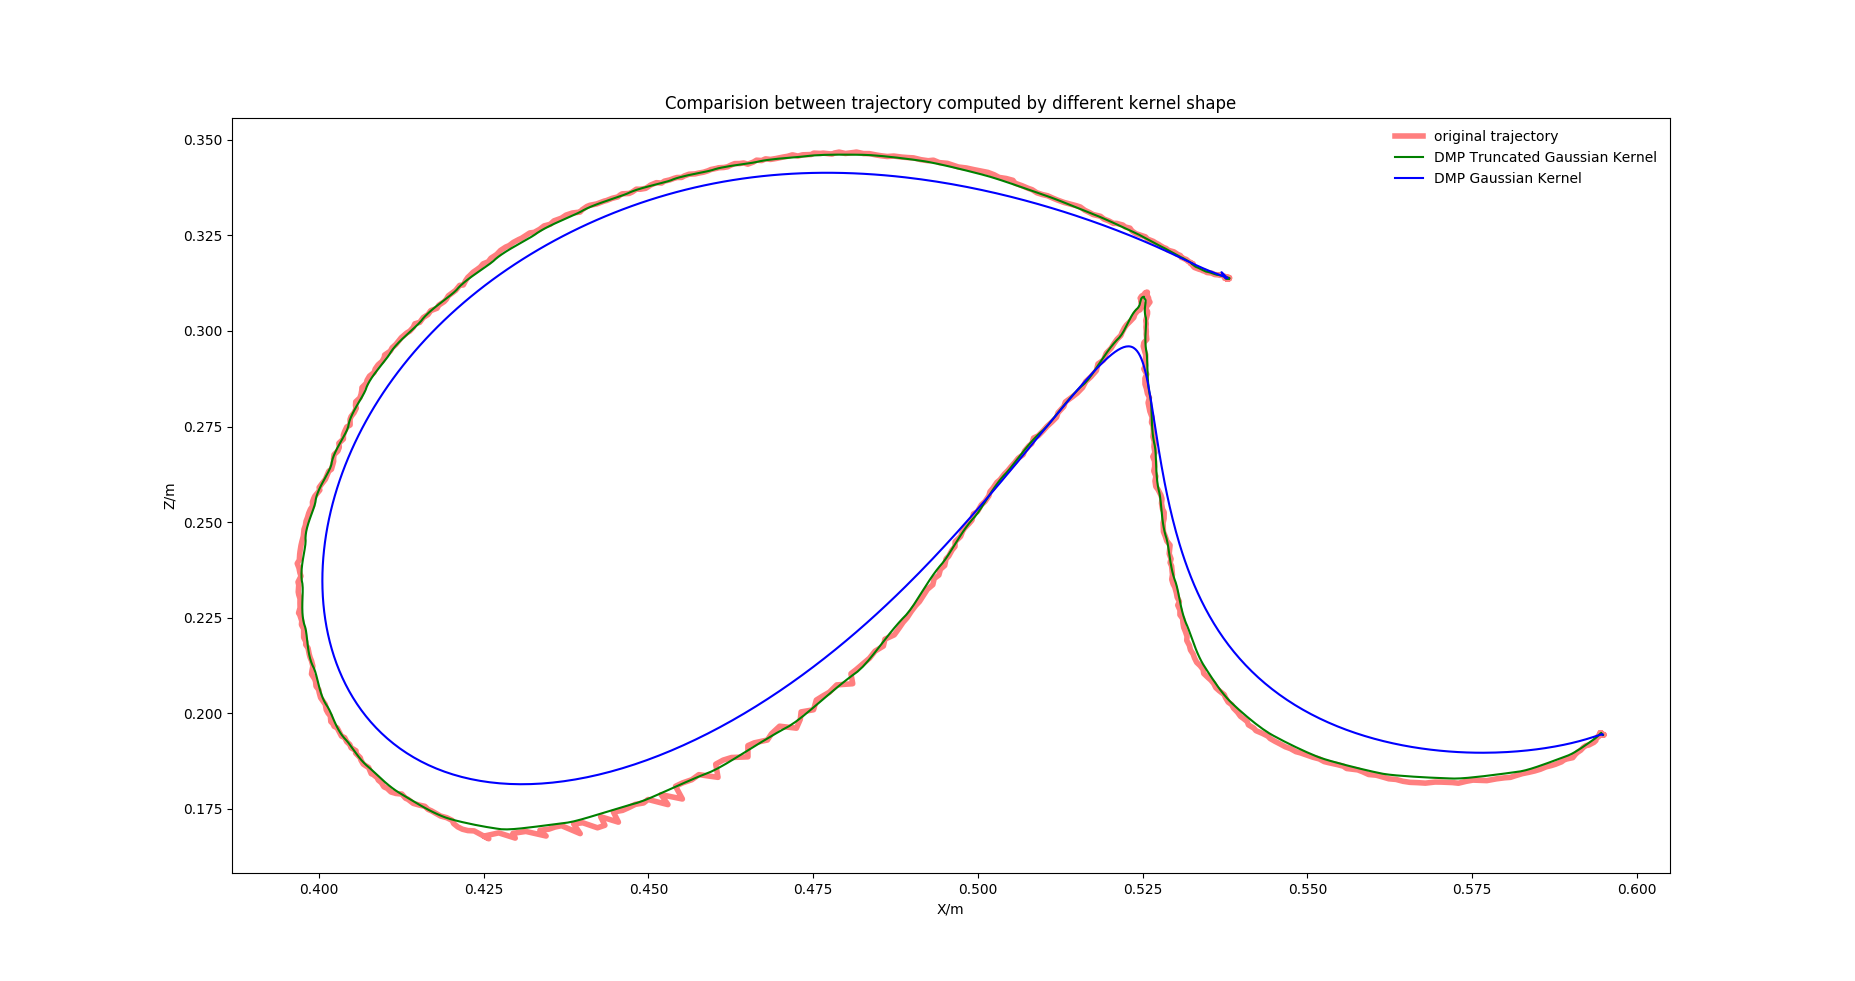 Comparision between trajectory computed by different kernel shape
original trajectory
DMP Truncated Gaussian Kernel
DMP Gaussian Kernel
0.350
0.325
0.300
0.275
0.250
0.225
0.200
0.175
Z/m
0.400 0.425 0.450 0.475 0.500 0.525 0.550 0.575 0.600
X/m